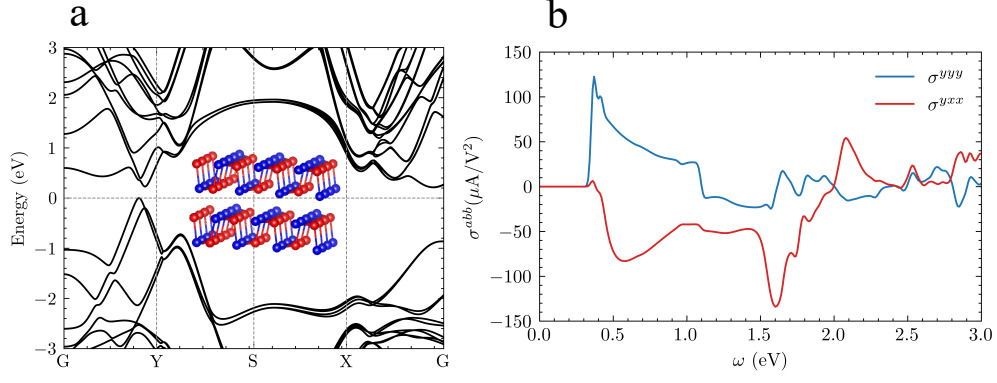 a
b
Energy (eV)
3
2
1
0
−1
−2
−3
G
Y
S
X
G
σ^{abb}(μA/V²)
150
100
50
0
−50
−100
−150
σ^{yyy}
σ^{yxx}
0.0
0.5
1.0
1.5
2.0
2.5
3.0
ω (eV)